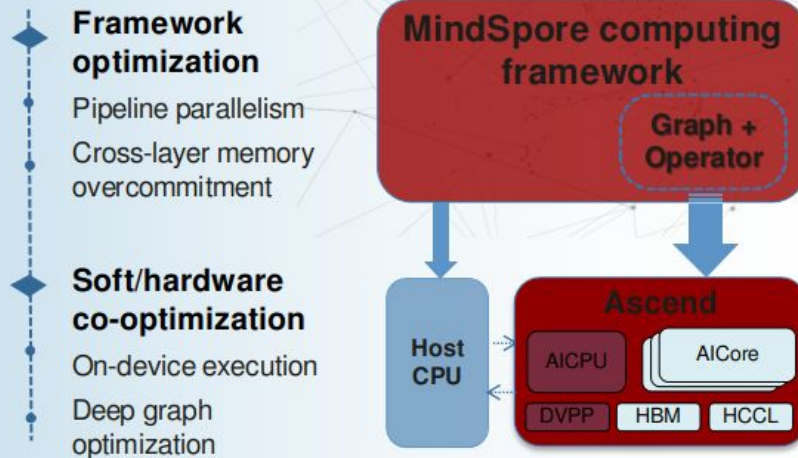 Framework
optimization
Pipeline parallelism
Cross-layer memory
overcommitment
Soft/hardware
co-optimization
On-device execution
Deep graph
optimization
MindSpore computing
framework
Graph +
Operator
Host
CPU
Ascend
AICPU
AICore
DVPP
HBM
HCCL